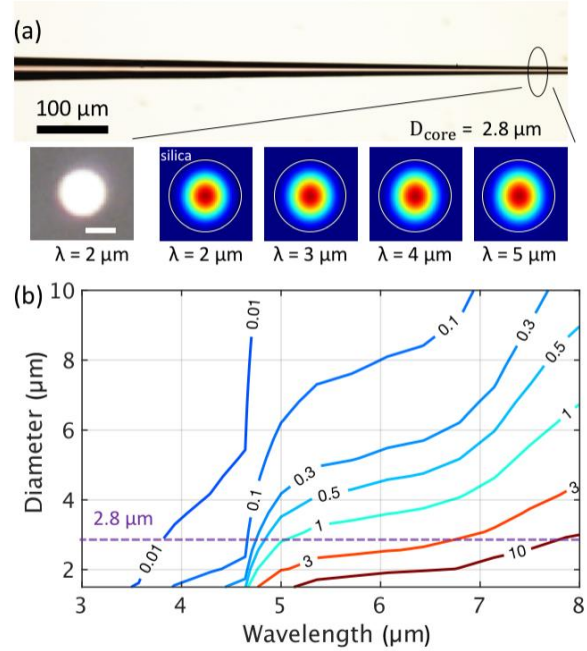 (a)
100 μm
D_core = 2.8 μm
silica
λ = 2 μm
λ = 2 μm
λ = 3 μm
λ = 4 μm
λ = 5 μm
(b)
10
8
6
4
2
Diameter (μm)
0.01
0.1
0.3
0.5
1
3
0.1
0.3
0.5
1
3
10
0.01
2.8 μm
3
4
5
6
7
8
Wavelength (μm)